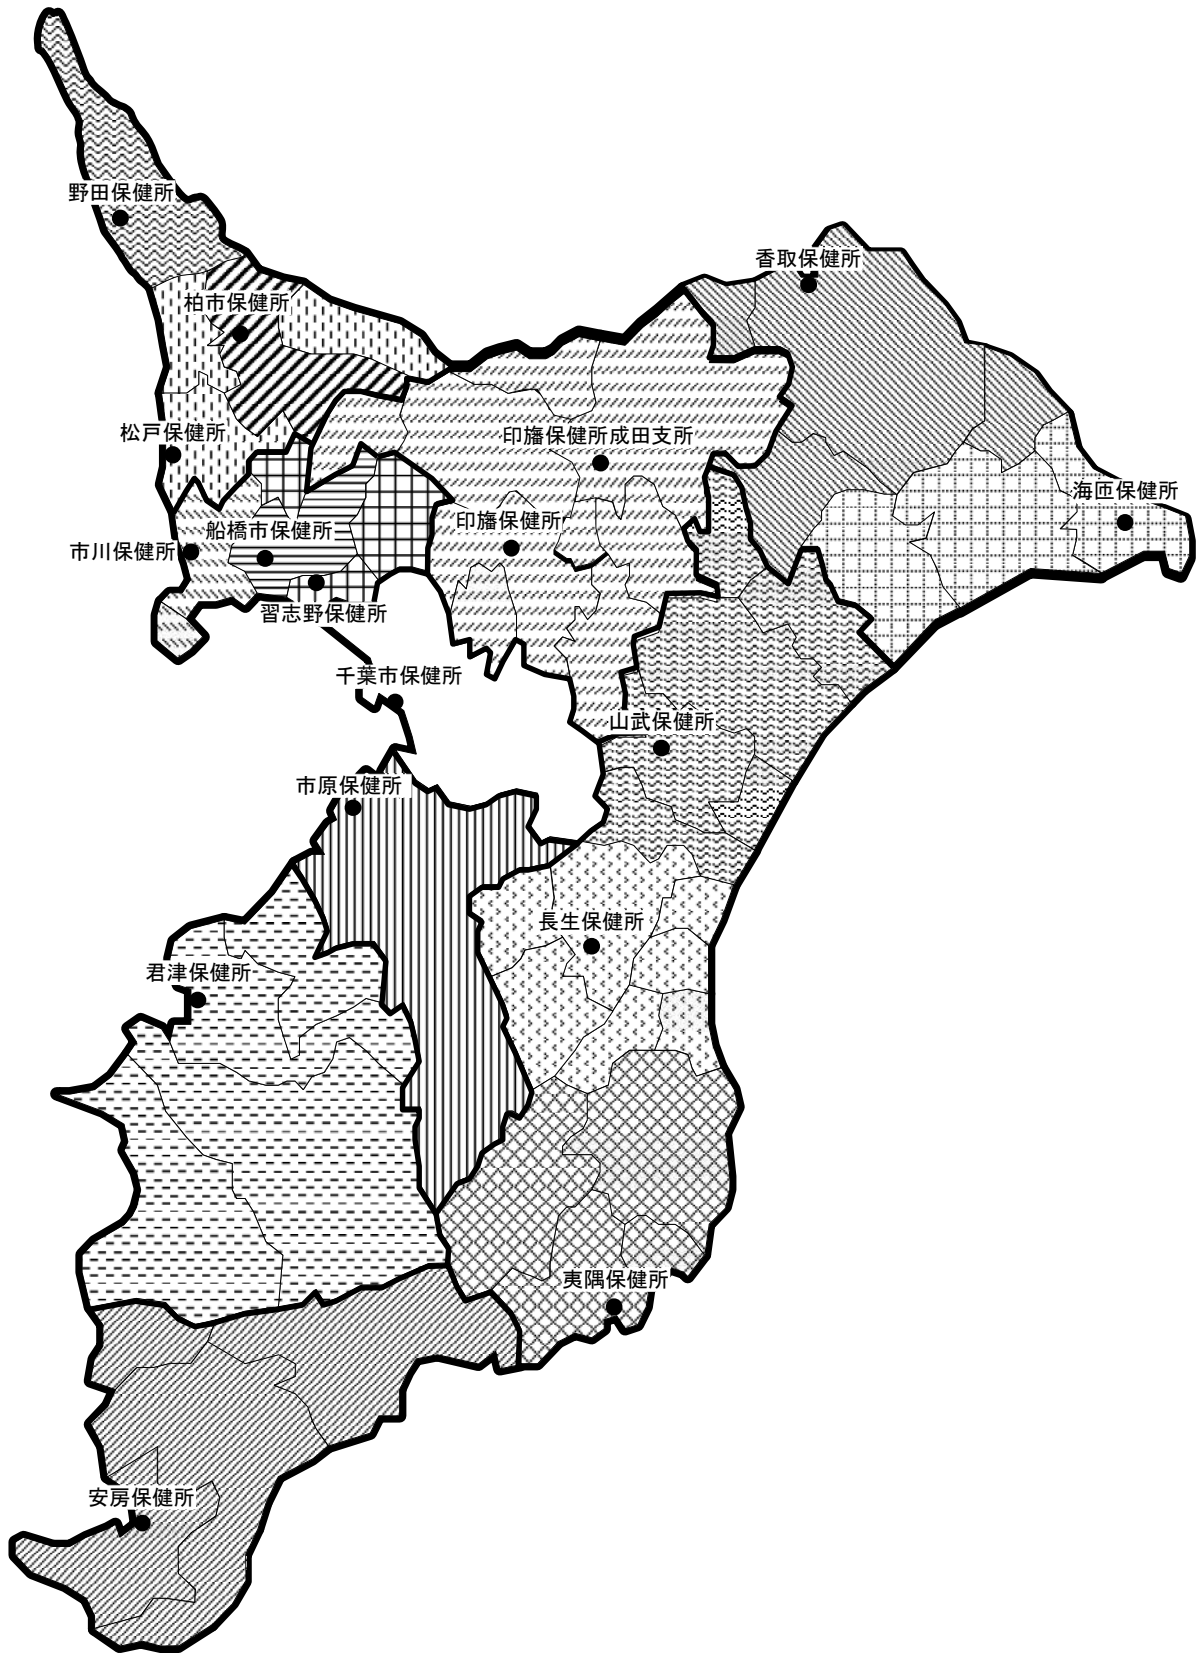 野田保健所
香取保健所
柏市保健所
松戸保健所
印旛保健所成田支所
海匝保健所
印旛保健所
船橋市保健所
市川保健所
習志野保健所
千葉市保健所
山武保健所
市原保健所
長生保健所
君津保健所
夷隅保健所
安房保健所